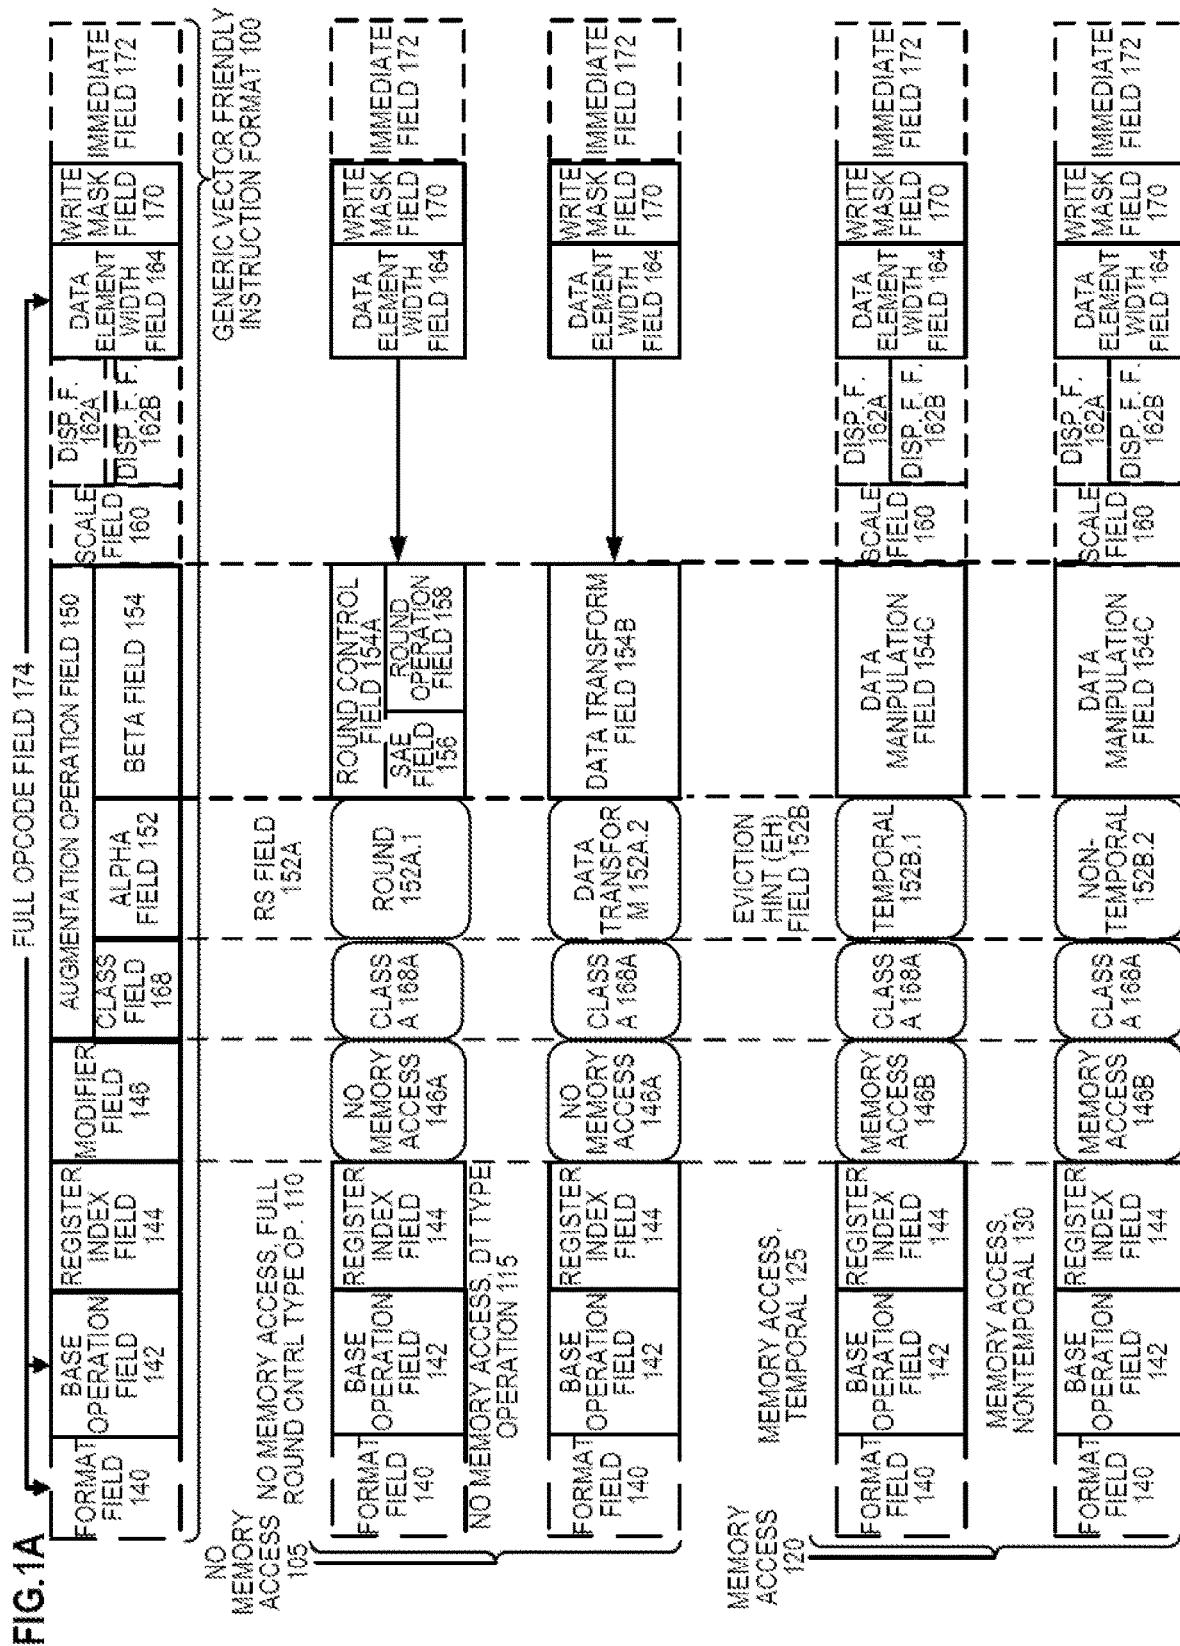 FIG.1A
FULL OPCODE FIELD 174
FORMAT
FIELD
140
BASE
OPERATION
FIELD
142
REGISTER
INDEX
FIELD
144
MODIFIER
FIELD
146
AUGMENTATION OPERATION FIELD 150
CLASS
FIELD
168
ALPHA
FIELD 152
BETA FIELD 154
SCALE
FIELD
160
DISP. F.
162A
DISP. F. F.
162B
DATA
ELEMENT
WIDTH
FIELD 164
WRITE
MASK
FIELD
170
IMMEDIATE
FIELD 172
GENERIC VECTOR FRIENDLY
INSTRUCTION FORMAT 100
NO
MEMORY
ACCESS
105
NO MEMORY ACCESS, FULL
ROUND CNTRL TYPE OP. 110
RS FIELD
152A
FORMAT
FIELD
140
BASE
OPERATION
FIELD
142
REGISTER
INDEX
FIELD
144
NO
MEMORY
ACCESS
146A
CLASS
A 168A
ROUND
152A.1
ROUND CONTROL
FIELD 154A
SAE
FIELD
156
ROUND
OPERATION
FIELD 158
DATA
ELEMENT
WIDTH
FIELD 164
WRITE
MASK
FIELD
170
IMMEDIATE
FIELD 172
NO MEMORY ACCESS, DT TYPE
OPERATION 115
FORMAT
FIELD
140
BASE
OPERATION
FIELD
142
REGISTER
INDEX
FIELD
144
NO
MEMORY
ACCESS
146A
CLASS
A 168A
DATA
TRANSFOR
M 152A.2
DATA TRANSFORM
FIELD 154B
DATA
ELEMENT
WIDTH
FIELD 164
WRITE
MASK
FIELD
170
IMMEDIATE
FIELD 172
MEMORY
ACCESS
120
MEMORY ACCESS,
TEMPORAL 125
EVICTION
HINT (EH)
FIELD 152B
FORMAT
FIELD
140
BASE
OPERATION
FIELD
142
REGISTER
INDEX
FIELD
144
MEMORY
ACCESS
146B
CLASS
A 168A
TEMPORAL
152B.1
DATA
MANIPULATION
FIELD 154C
SCALE
FIELD
160
DISP. F.
162A
DISP. F. F.
162B
DATA
ELEMENT
WIDTH
FIELD 164
WRITE
MASK
FIELD
170
IMMEDIATE
FIELD 172
MEMORY ACCESS,
NONTEMPORAL 130
FORMAT
FIELD
140
BASE
OPERATION
FIELD
142
REGISTER
INDEX
FIELD
144
MEMORY
ACCESS
146B
CLASS
A 168A
NON-
TEMPORAL
152B.2
DATA
MANIPULATION
FIELD 154C
SCALE
FIELD
160
DISP. F.
162A
DISP. F. F.
162B
DATA
ELEMENT
WIDTH
FIELD 164
WRITE
MASK
FIELD
170
IMMEDIATE
FIELD 172